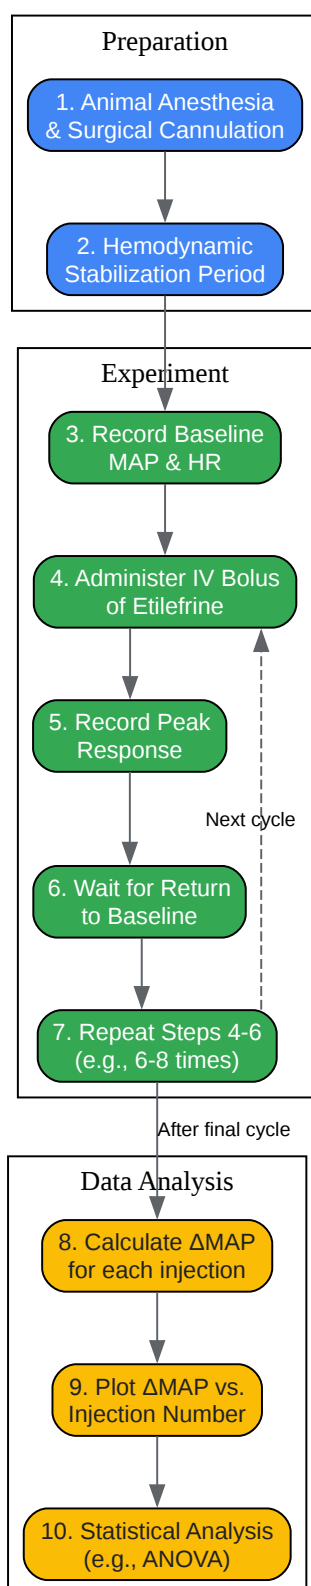 Preparation
1. Animal Anesthesia
& Surgical Cannulation
2. Hemodynamic
Stabilization Period
Experiment
3. Record Baseline
MAP & HR
4. Administer IV Bolus
of Etilefrine
5. Record Peak
Response
Next cycle
6. Wait for Return
to Baseline
7. Repeat Steps 4-6
(e.g., 6-8 times)
After final cycle
Data Analysis
8. Calculate ΔMAP
for each injection
9. Plot ΔMAP vs.
Injection Number
10. Statistical Analysis
(e.g., ANOVA)